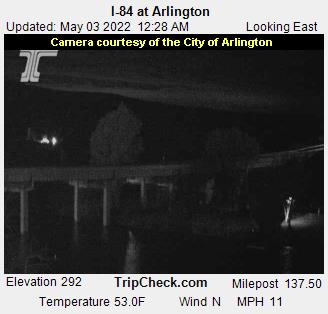 I-84 at Arlington
Updated: May 03 2022 12:28 AM Looking East
Camera courtesy of the City of Arlington
Elevation 292 TripCheck.com Milepost 137.50
Temperature 53.0F Wind N MPH 11